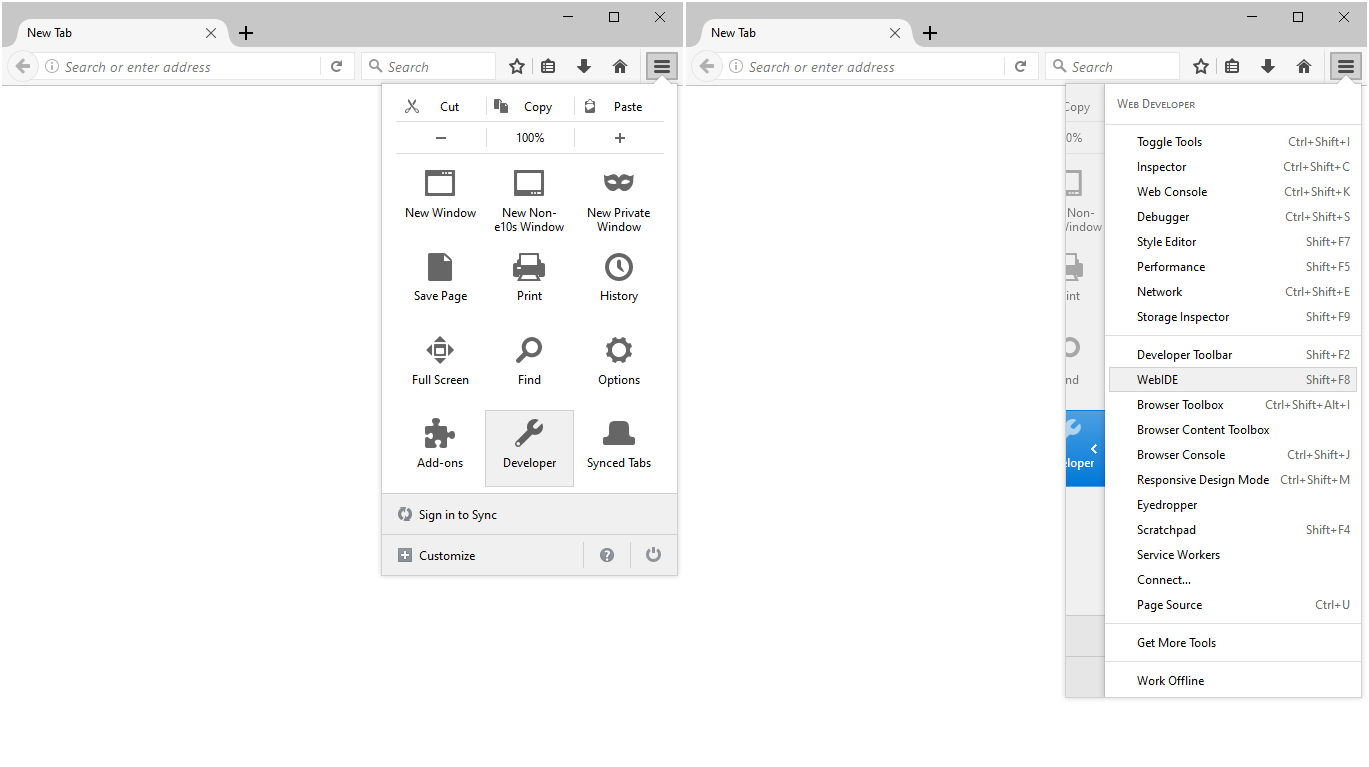 New Tab
Search or enter address
Search
Cut Copy Paste
100%
New Window
New Non-
e10s Window
New Private
Window
Save Page
Print
History
Full Screen
Find
Options
Add-ons
Developer
Synced Tabs
Sign in to Sync
Customize
New Tab
Search or enter address
Search
Copy
0%
Non-
indow
int
nd
eloper
WEB DEVELOPER
Toggle Tools Ctrl+Shift+I
Inspector Ctrl+Shift+C
Web Console Ctrl+Shift+K
Debugger Ctrl+Shift+S
Style Editor Shift+F7
Performance Shift+F5
Network Ctrl+Shift+E
Storage Inspector Shift+F9
Developer Toolbar Shift+F2
WebIDE Shift+F8
Browser Toolbox Ctrl+Shift+Alt+I
Browser Content Toolbox
Browser Console Ctrl+Shift+J
Responsive Design Mode Ctrl+Shift+M
Eyedropper
Scratchpad Shift+F4
Service Workers
Connect...
Page Source Ctrl+U
Get More Tools
Work Offline